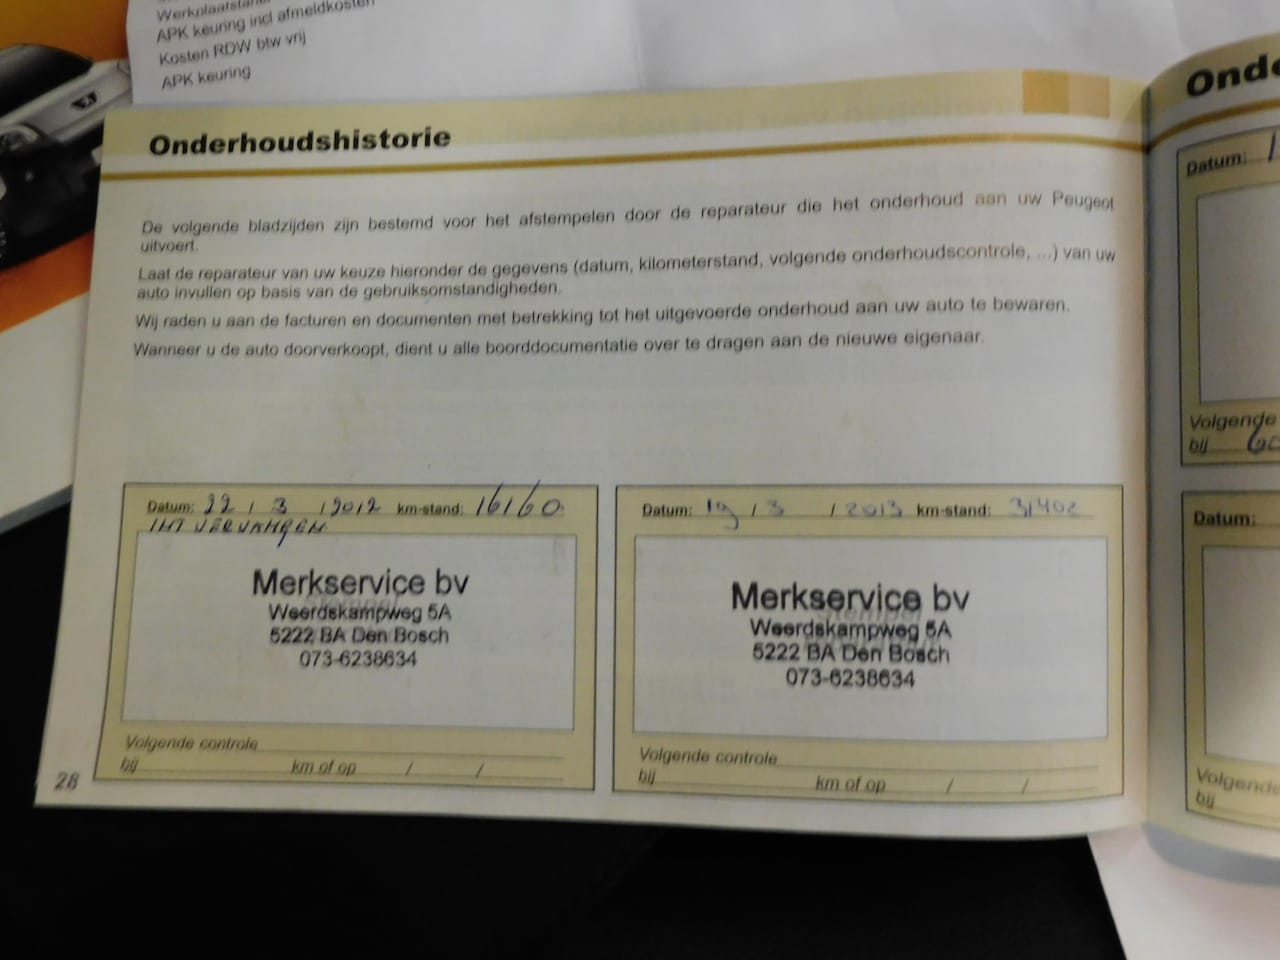 APK keuring incl afmeldkosten
Kosten RDW btw vrij
APK keuring
Onderhoudshistorie
De volgende bladzijden zijn bestemd voor het afstempelen door de reparateur die het onderhoud aan uw Peugeot
uitvoert.
Laat de reparateur van uw keuze hieronder de gegevens (datum, kilometerstand, volgende onderhoudscontrole, ...) van uw
auto invullen op basis van de gebruiksomstandigheden.
Wij raden u aan de facturen en documenten met betrekking tot het uitgevoerde onderhoud aan uw auto te bewaren.
Wanneer u de auto doorverkoopt, dient u alle boorddocumentatie over te dragen aan de nieuwe eigenaar.
Datum: 22 / 3 / 2012 km-stand: 16160
Merkservice bv
Weerdskampweg 5A
5222 BA Den Bosch
073-6238634
Volgende controle
bij km of op / /
Datum: 19 / 3 / 2013 km-stand: 31402
Merkservice bv
Weerdskampweg 5A
5222 BA Den Bosch
073-6238634
Volgende controle
bij km of op / /
28
Datum:
Volgende
bij
Datum:
Volgende
bij